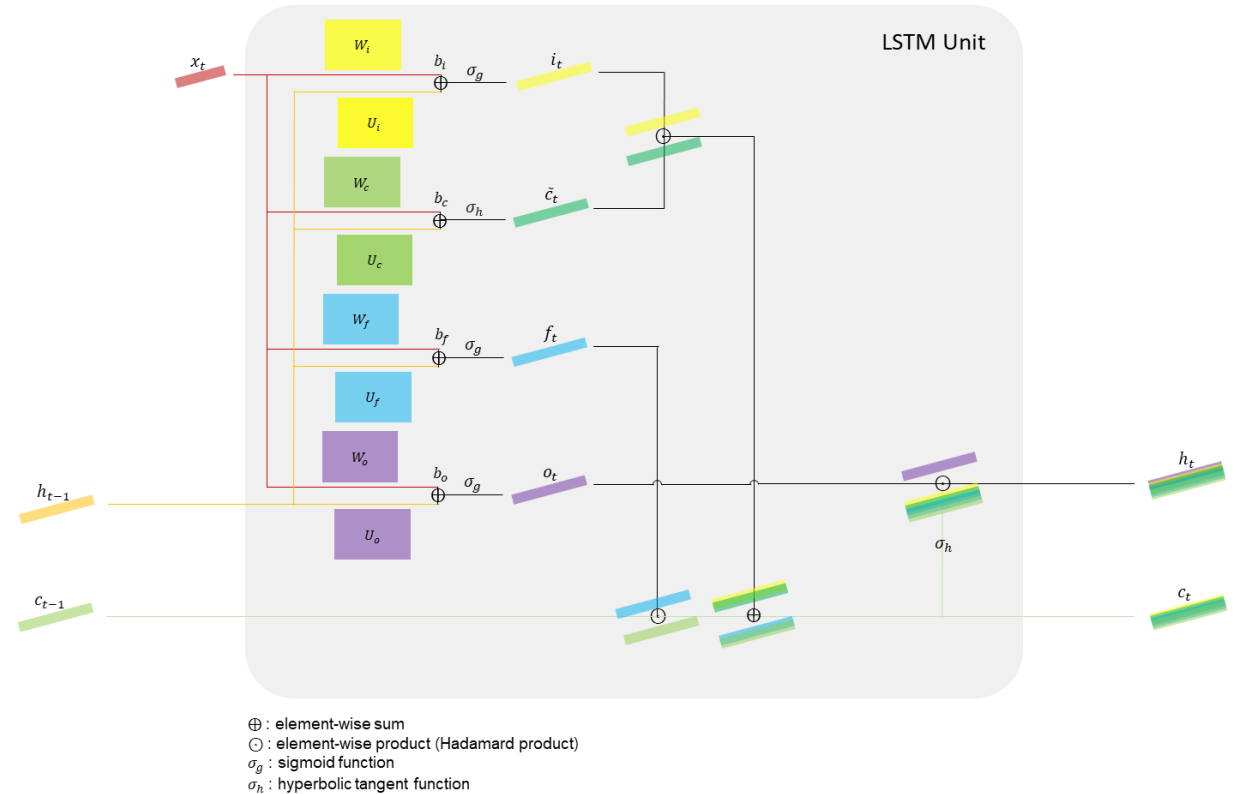 LSTM Unit
W_i
x_t
b_i
σ_g
i_t
U_i
W_c
b_c
σ_h
č_t
U_c
W_f
b_f
σ_g
f_t
U_f
W_o
b_o
σ_g
o_t
h_t
h_{t-1}
U_o
σ_h
c_{t-1}
c_t
⊕ : element-wise sum
⊙ : element-wise product (Hadamard product)
σ_g : sigmoid function
σ_h : hyperbolic tangent function